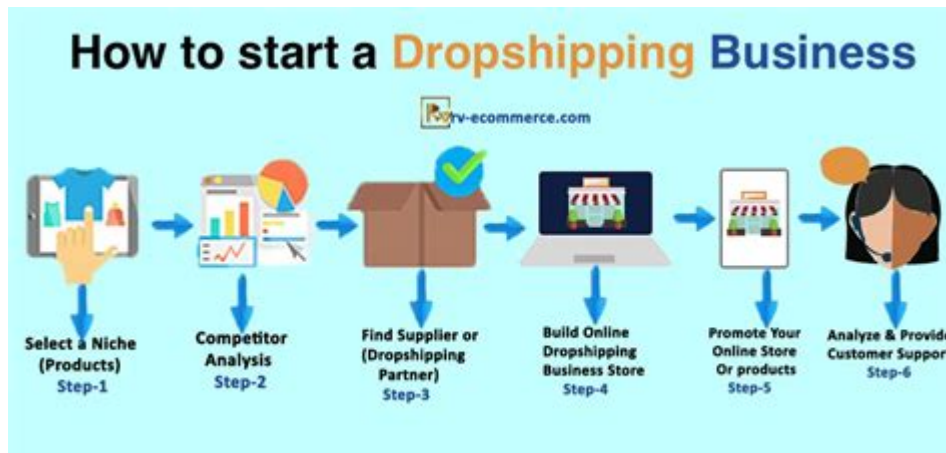 How to start a Dropshipping Business
rv-ecommerce.com
Select a Niche
(Products)
Step-1
Competitor
Analysis
Step-2
Find Supplier or
(Dropshipping
Partner)
Step-3
Build Online
Dropshipping
Business Store
Step-4
Promote Your
Online Store
Or products
Step-5
Analyze & Provide
Customer Support
Step-6